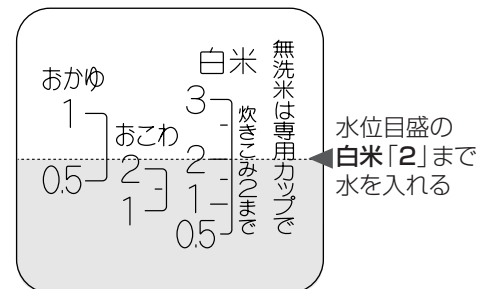 無洗米は専用カップで
白米
3
2
1
0.5
炊きこみ2まで
おこわ
2
1
おかゆ
1
0.5
水位目盛の
白米「2」まで
水を入れる